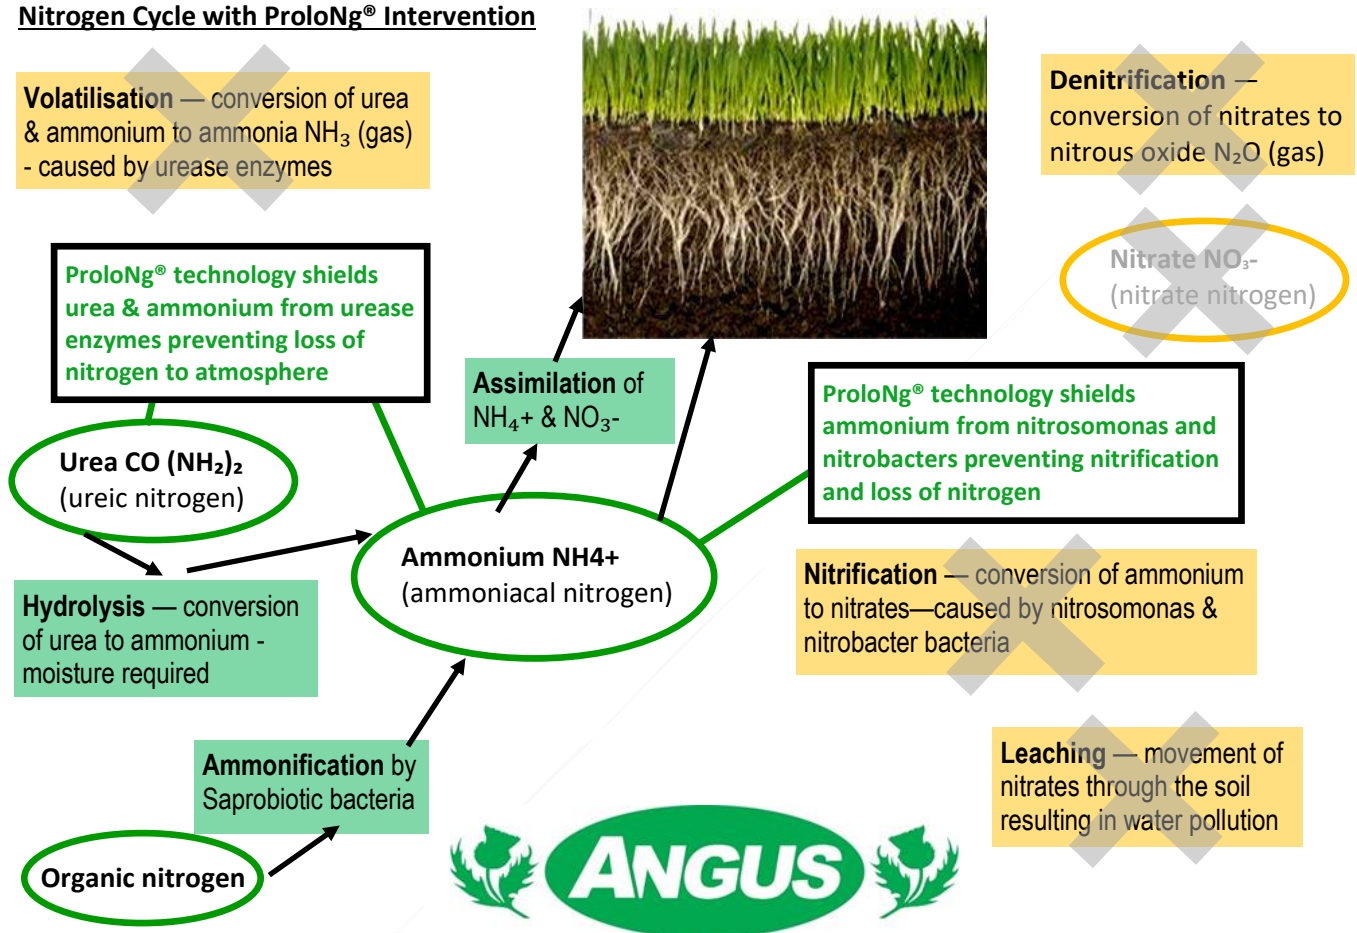 Nitrogen Cycle with ProloNg® Intervention
Volatilisation — conversion of urea
& ammonium to ammonia NH₃ (gas)
- caused by urease enzymes
Denitrification —
conversion of nitrates to
nitrous oxide N₂O (gas)
Nitrate NO₃-
(nitrate nitrogen)
ProloNg® technology shields
urea & ammonium from urease
enzymes preventing loss of
nitrogen to atmosphere
Assimilation of
NH₄+ & NO₃-
ProloNg® technology shields
ammonium from nitrosomonas and
nitrobacters preventing nitrification
and loss of nitrogen
Urea CO (NH₂)₂
(ureic nitrogen)
Ammonium NH4+
(ammoniacal nitrogen)
Hydrolysis — conversion
of urea to ammonium -
moisture required
Nitrification — conversion of ammonium
to nitrates—caused by nitrosomonas &
nitrobacter bacteria
Ammonification by
Saprobiotic bacteria
Leaching — movement of
nitrates through the soil
resulting in water pollution
Organic nitrogen
ANGUS